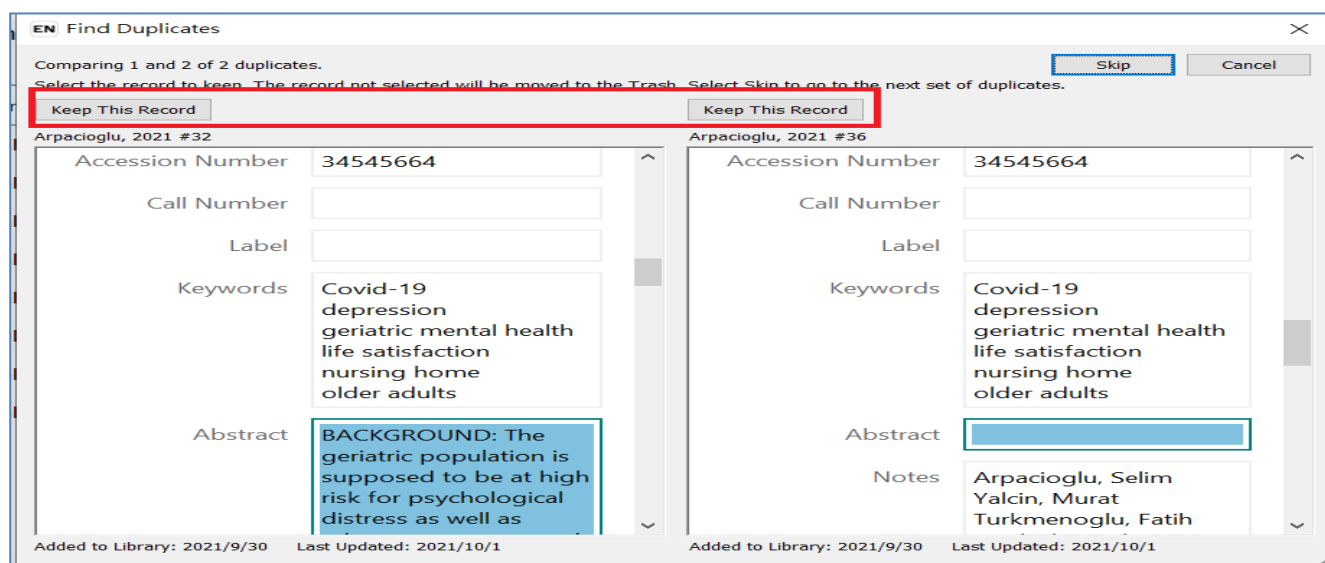 EN Find Duplicates
Comparing 1 and 2 of 2 duplicates.
Skip
Cancel
Select the record to keep. The record not selected will be moved to the Trash. Select Skip to go to the next set of duplicates.
Keep This Record
Keep This Record
Arpacioglu, 2021 #32
Accession Number 34545664
Call Number
Label
Keywords Covid-19
depression
geriatric mental health
life satisfaction
nursing home
older adults
Abstract BACKGROUND: The
geriatric population is
supposed to be at high
risk for psychological
distress as well as
Added to Library: 2021/9/30 Last Updated: 2021/10/1
Arpacioglu, 2021 #36
Accession Number 34545664
Call Number
Label
Keywords Covid-19
depression
geriatric mental health
life satisfaction
nursing home
older adults
Abstract
Notes Arpacioglu, Selim
Yalcin, Murat
Turkmenoglu, Fatih
Added to Library: 2021/9/30 Last Updated: 2021/10/1